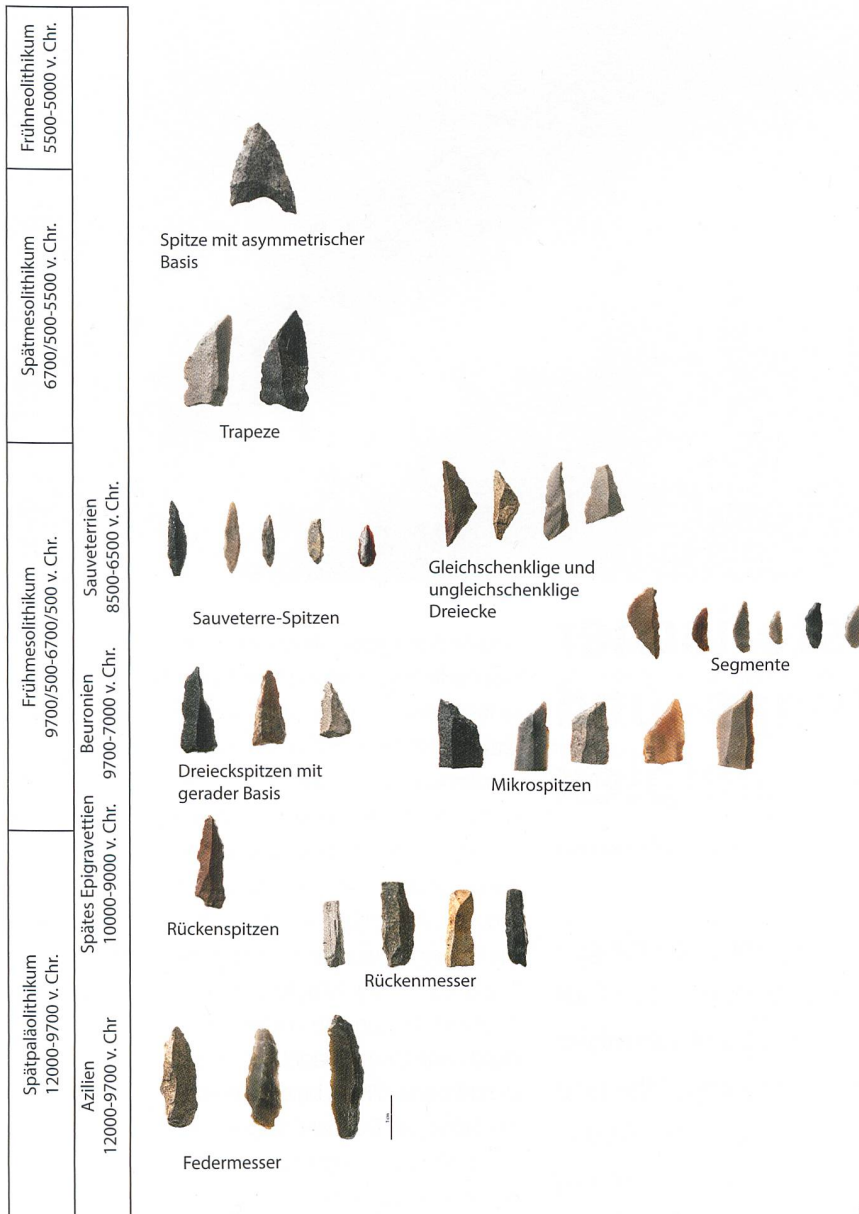 Frühneolithikum
5500-5000 v. Chr.
Spätmesolithikum
6700/500-5500 v. Chr.
Frühmesolithikum
9700/500-6700/500 v. Chr.
Spätpaläolithikum
12000-9700 v. Chr.
Sauveterrien
8500-6500 v. Chr.
Beuronien
9700-7000 v. Chr.
Spätes Epigravettien
10000-9000 v. Chr.
Azilien
12000-9700 v. Chr
Spitze mit asymmetrischer
Basis
Trapeze
Sauveterre-Spitzen
Gleichschenklige und
ungleichschenklige
Dreiecke
Segmente
Dreieckspitzen mit
gerader Basis
Mikrospitzen
Rückenspitzen
Rückenmesser
Federmesser